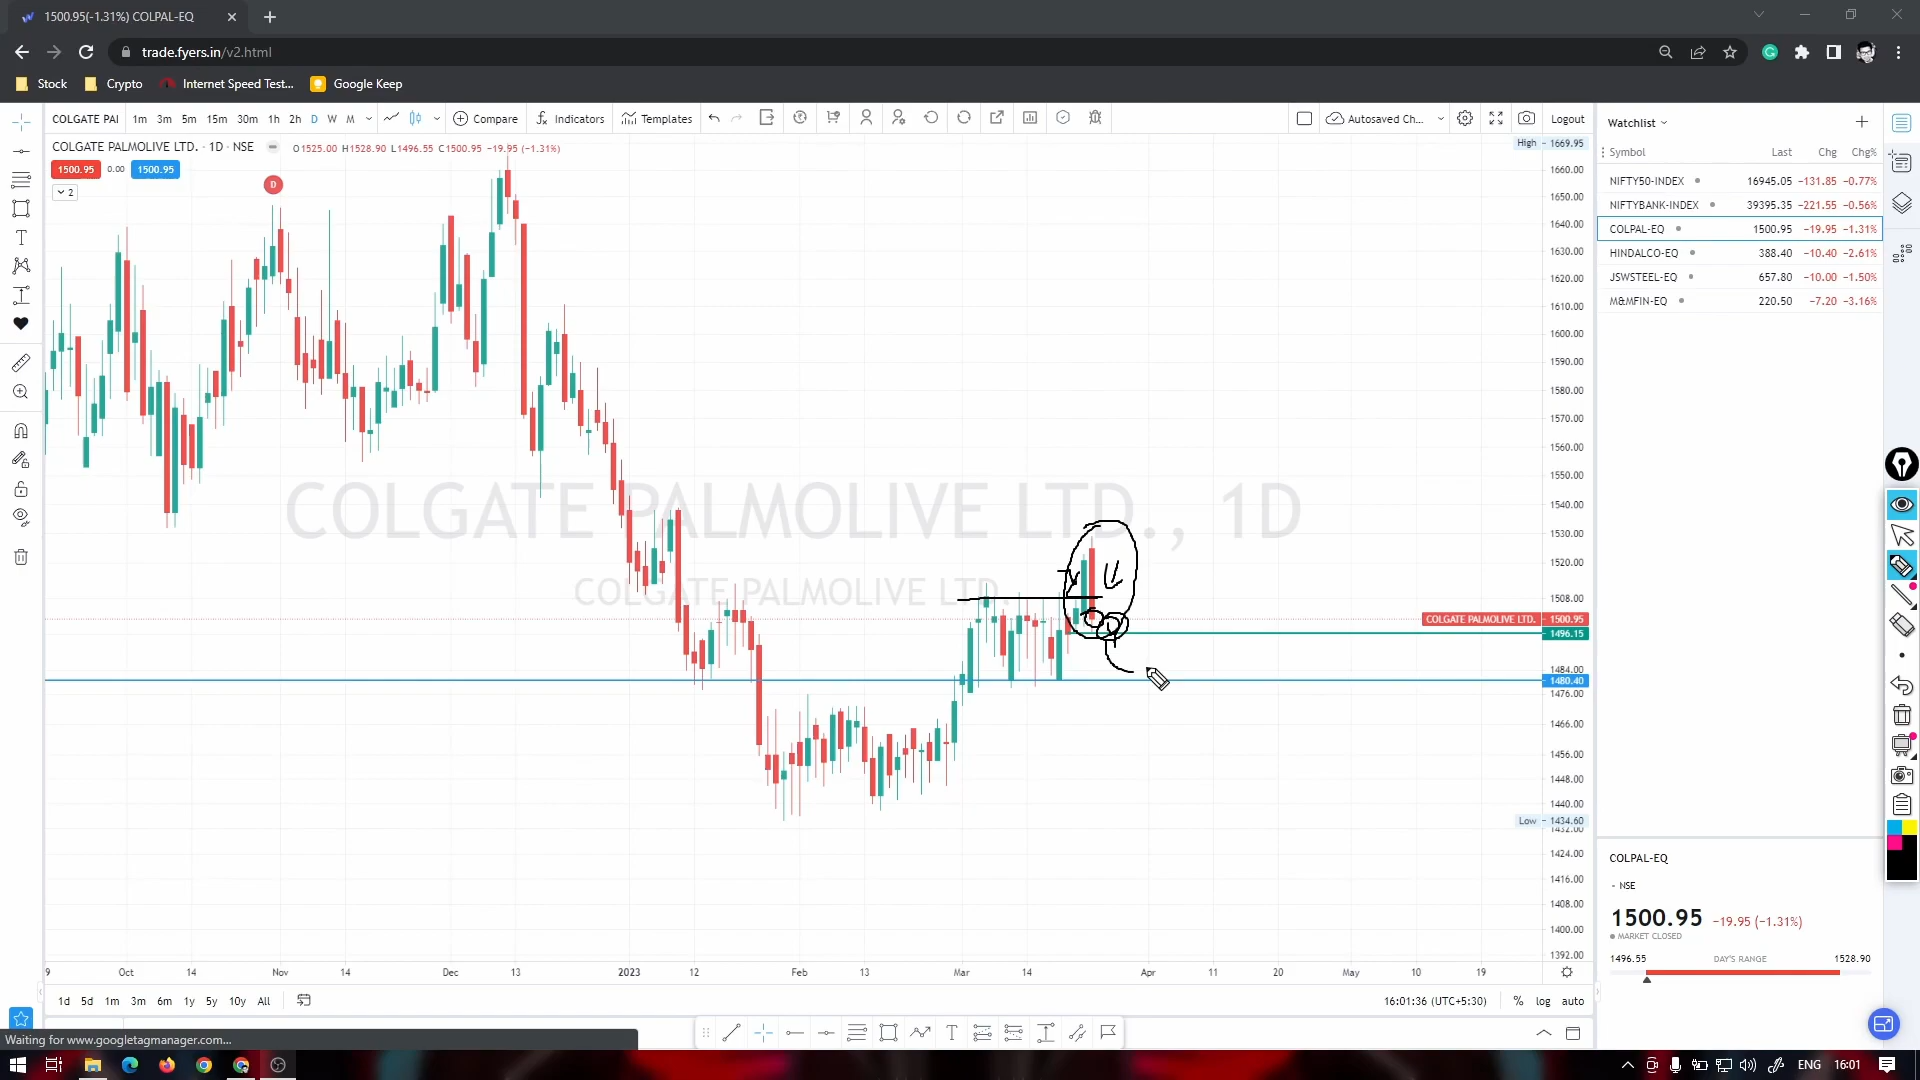 1500.95(-1.31%) COLPAL-EQ
trade.fyers.in/v2.html
Stock Crypto Internet Speed Test... Google Keep
COLGATE PAl 1m 3m 5m 15m 30m 1h 2h D W M Compare Indicators Templates Autosaved Ch... Logout
COLGATE PALMOLIVE LTD. · 1D · NSE O1525.00 H1528.90 L1496.55 C1500.95 −19.95 (−1.31%)
1500.95 0.00 1500.95
2
D
COLGATE PALMOLIVE LTD., 1D
COLGATE PALMOLIVE LTD.
High 1669.95
1660.00
1650.00
1640.00
1630.00
1620.00
1610.00
1600.00
1590.00
1580.00
1570.00
1560.00
1550.00
1540.00
1530.00
1520.00
1508.00
COLGATE PALMOLIVE LTD. 1500.95
1496.15
1484.00
1480.40
1476.00
1466.00
1456.00
1448.00
1440.00
Low 1434.60
1432.00
1424.00
1416.00
1408.00
1400.00
1392.00
9 Oct 14 Nov 14 Dec 13 2023 12 Feb 13 Mar 14 Apr 11 20 May 10 19
1d 5d 1m 3m 6m 1y 5y 10y All 16:01:36 (UTC+5:30) % log auto
Waiting for www.googletagmanager.com...
Watchlist
Symbol Last Chg Chg%
NIFTY50-INDEX 16945.05 −131.85 −0.77%
NIFTYBANK-INDEX 39395.35 −221.55 −0.56%
COLPAL-EQ 1500.95 −19.95 −1.31%
HINDALCO-EQ 388.40 −10.40 −2.61%
JSWSTEEL-EQ 657.80 −10.00 −1.50%
M&MFIN-EQ 220.50 −7.20 −3.16%
COLPAL-EQ
- NSE
1500.95 −19.95 (−1.31%)
MARKET CLOSED
1496.55 DAY'S RANGE 1528.90
ENG 16:01